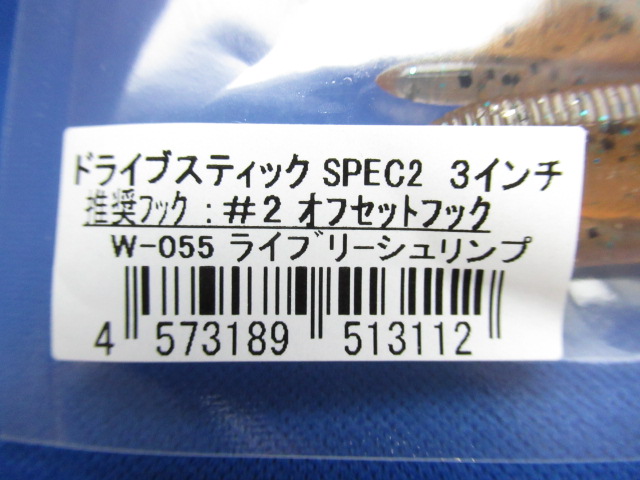 ドライブスティック SPEC2 3インチ
推奨フック : #2 オフセットフック
W-055 ライブリーシュリンプ
4 573189 513112